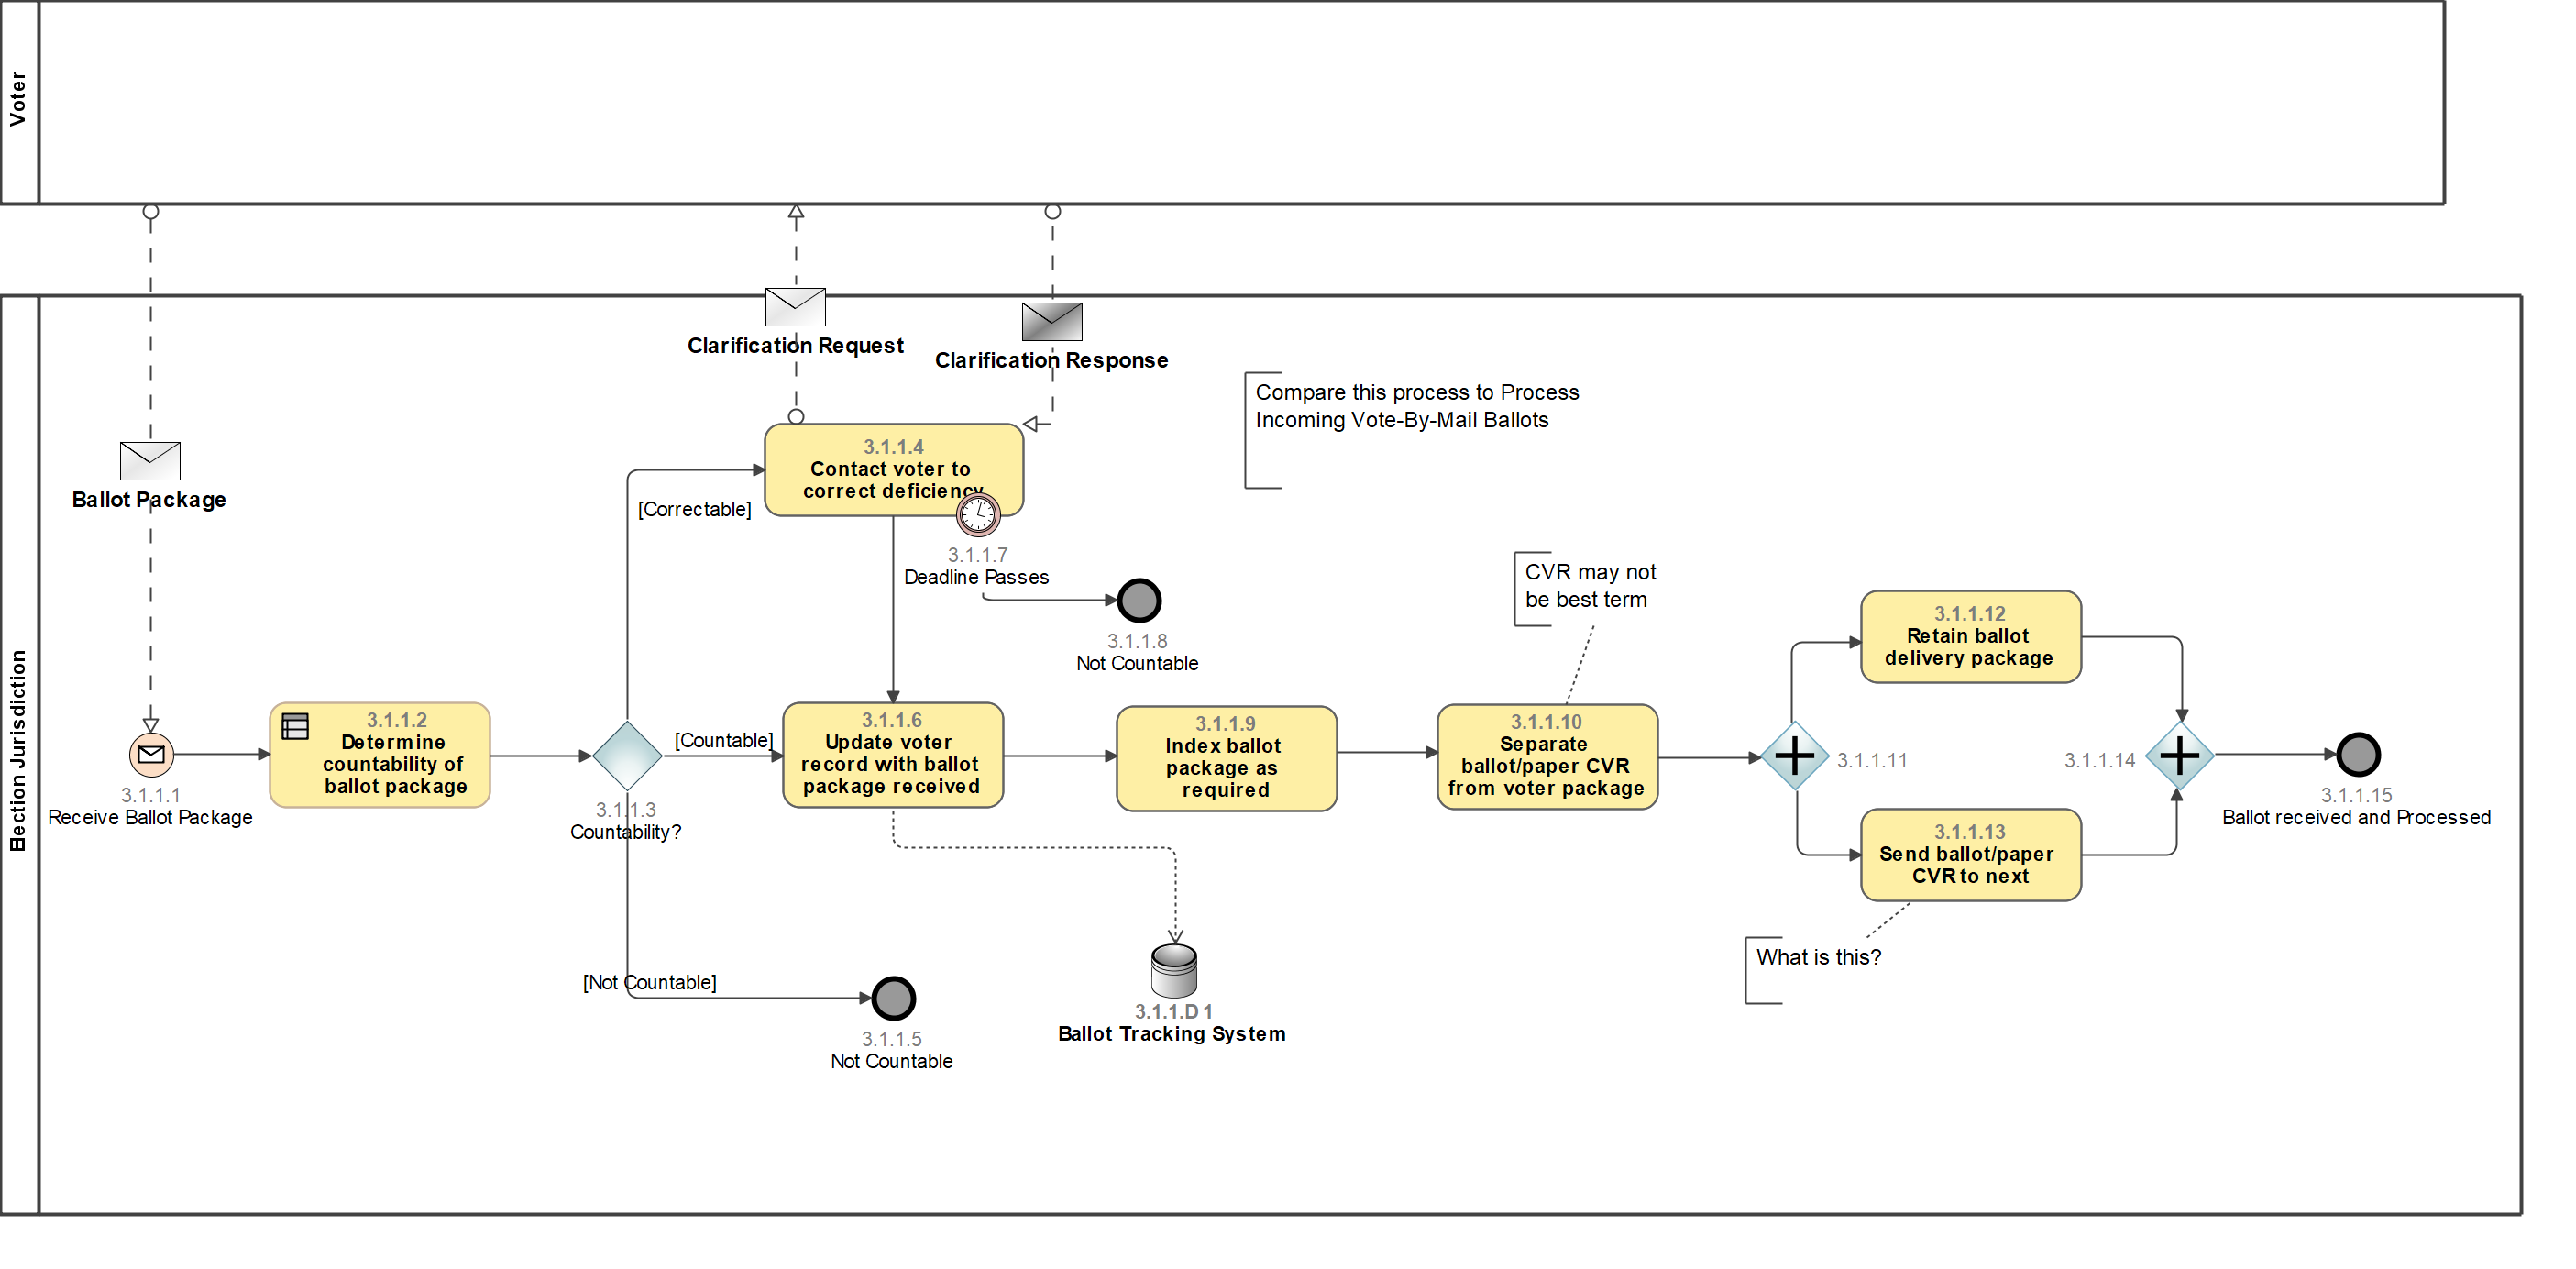 Voter
Election Jurisdiction
Clarification Request
Clarification Response
Ballot Package
Compare this process to Process
Incoming Vote-By-Mail Ballots
3.1.1.4
Contact voter to
correct deficiency
[Correctable]
3.1.1.7
Deadline Passes
3.1.1.8
Not Countable
CVR may not
be best term
3.1.1.1
Receive Ballot Package
3.1.1.2
Determine
countability of
ballot package
3.1.1.3
Countability?
[Countable]
3.1.1.6
Update voter
record with ballot
package received
3.1.1.9
Index ballot
package as
required
3.1.1.10
Separate
ballot/paper CVR
from voter package
3.1.1.11
3.1.1.12
Retain ballot
delivery package
3.1.1.13
Send ballot/paper
CVR to next
3.1.1.14
3.1.1.15
Ballot received and Processed
What is this?
[Not Countable]
3.1.1.5
Not Countable
3.1.1.D1
Ballot Tracking System